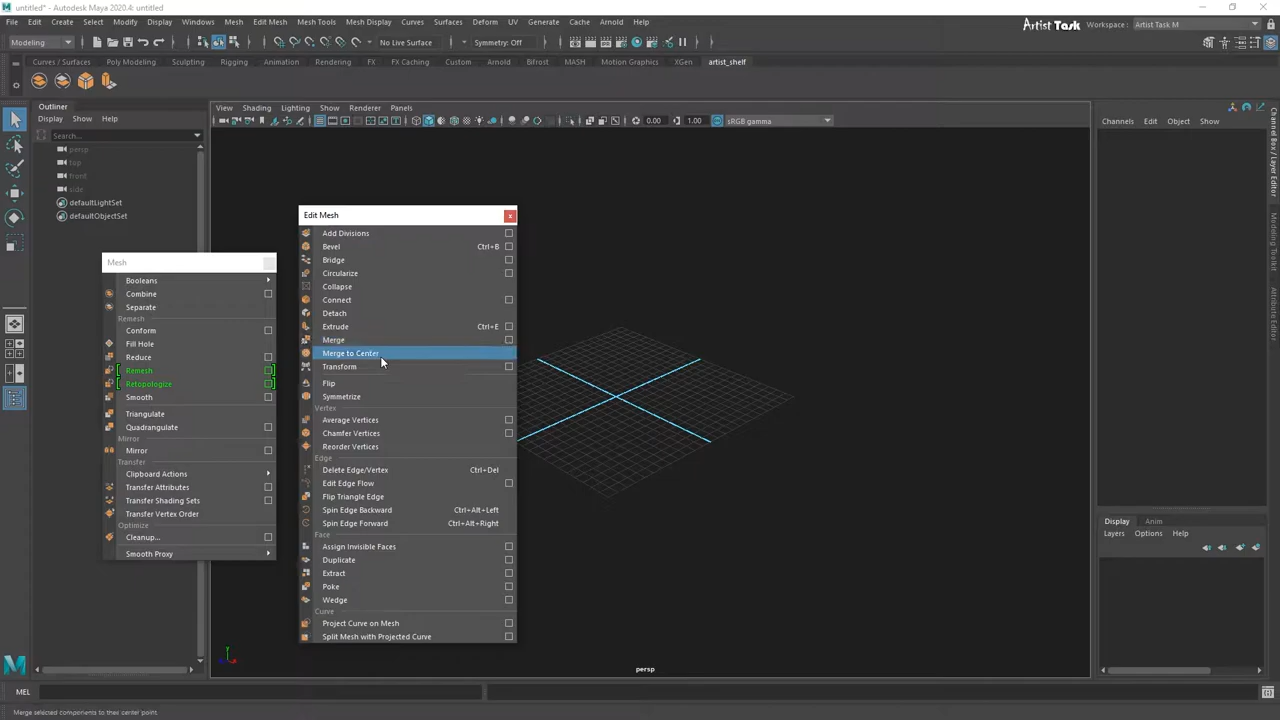 untitled* - Autodesk Maya 2020.4: untitled
File Edit Create Select Modify Display Windows Mesh Edit Mesh Mesh Tools Mesh Display Curves Surfaces Deform UV Generate Cache Arnold Help
Artist Task
Workspace : Artist Task M
Modeling
No Live Surface
Symmetry: Off
Curves / Surfaces Poly Modeling Sculpting Rigging Animation Rendering FX FX Caching Custom Arnold Bifrost MASH Motion Graphics XGen artist_shelf
Outliner
Display Show Help
Search...
persp
top
front
side
defaultLightSet
defaultObjectSet
View Shading Lighting Show Renderer Panels
0.00 1.00 sRGB gamma
Mesh
Booleans
Combine
Separate
Remesh
Conform
Fill Hole
Reduce
Remesh
Retopologize
Smooth
Triangulate
Quadrangulate
Mirror
Mirror
Transfer
Clipboard Actions
Transfer Attributes
Transfer Shading Sets
Transfer Vertex Order
Optimize
Cleanup...
Smooth Proxy
Edit Mesh
x
Add Divisions
Bevel Ctrl+B
Bridge
Circularize
Collapse
Connect
Detach
Extrude Ctrl+E
Merge
Merge to Center
Transform
Flip
Symmetrize
Vertex
Average Vertices
Chamfer Vertices
Reorder Vertices
Edge
Delete Edge/Vertex Ctrl+Del
Edit Edge Flow
Flip Triangle Edge
Spin Edge Backward Ctrl+Alt+Left
Spin Edge Forward Ctrl+Alt+Right
Face
Assign Invisible Faces
Duplicate
Extract
Poke
Wedge
Curve
Project Curve on Mesh
Split Mesh with Projected Curve
persp
y
Channels Edit Object Show
Channel Box / Layer Editor
Modeling Toolkit
Attribute Editor
Display Anim
Layers Options Help
MEL
Merge selected components to their center point.